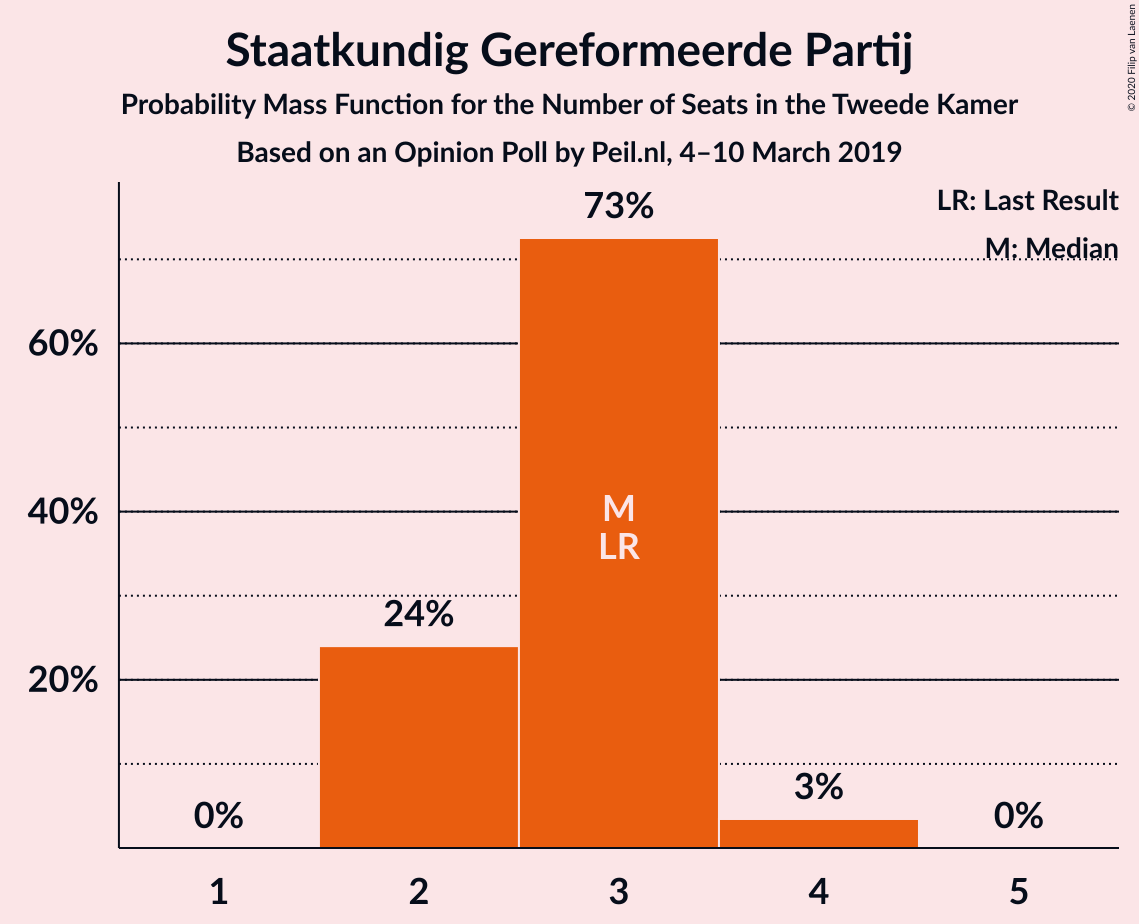 Staatkundig Gereformeerde Partij
Probability Mass Function for the Number of Seats in the Tweede Kamer
Based on an Opinion Poll by Peil.nl, 4–10 March 2019
© 2020 Filip van Laenen
LR: Last Result
M: Median
73%
60%
M
40%
LR
24%
20%
3%
0%
0%
1 2 3 4 5